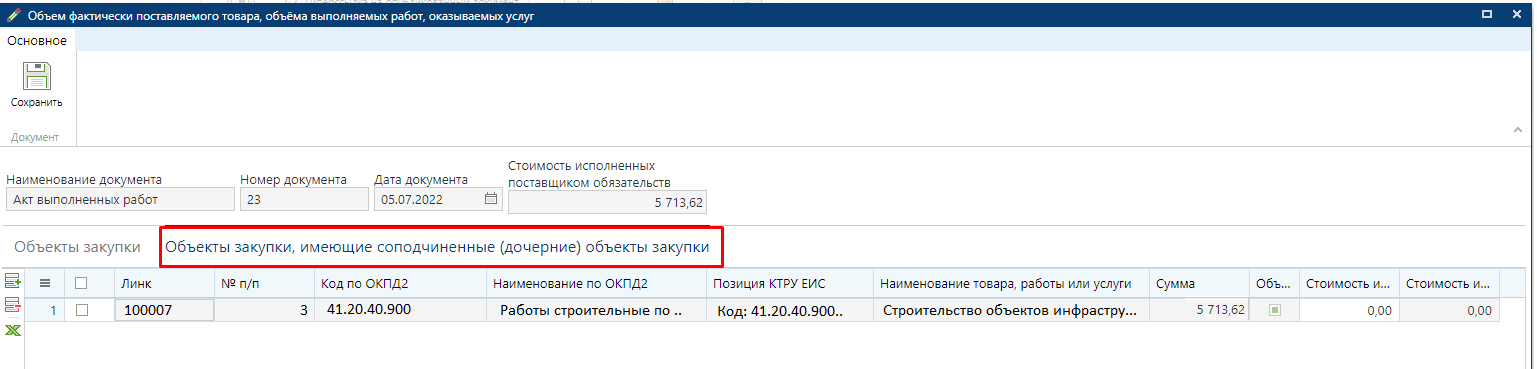 Объем фактически поставляемого товара, объёма выполняемых работ, оказываемых услуг
Основное
Сохранить
Документ
Наименование документа
Номер документа
Дата документа
Стоимость исполненных
поставщиком обязательств
Акт выполненных работ
23
05.07.2022
5 713,62
Объекты закупки
Объекты закупки, имеющие соподчиненные (дочерние) объекты закупки
Линк № п/п Код по ОКПД2 Наименование по ОКПД2 Позиция КТРУ ЕИС Наименование товара, работы или услуги Сумма Объ... Стоимость и... Стоимость и...
1 100007 3 41.20.40.900 Работы строительные по .. Код: 41.20.40.900.. Строительство объектов инфрастру... 5 713,62 0,00 0,00